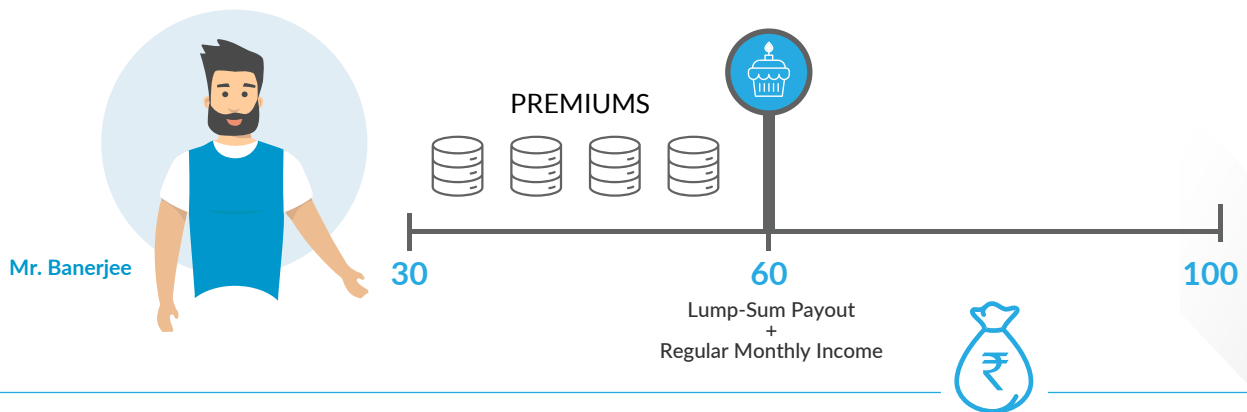 PREMIUMS
Mr. Banerjee
30
60
100
Lump-Sum Payout
+
Regular Monthly Income
₹